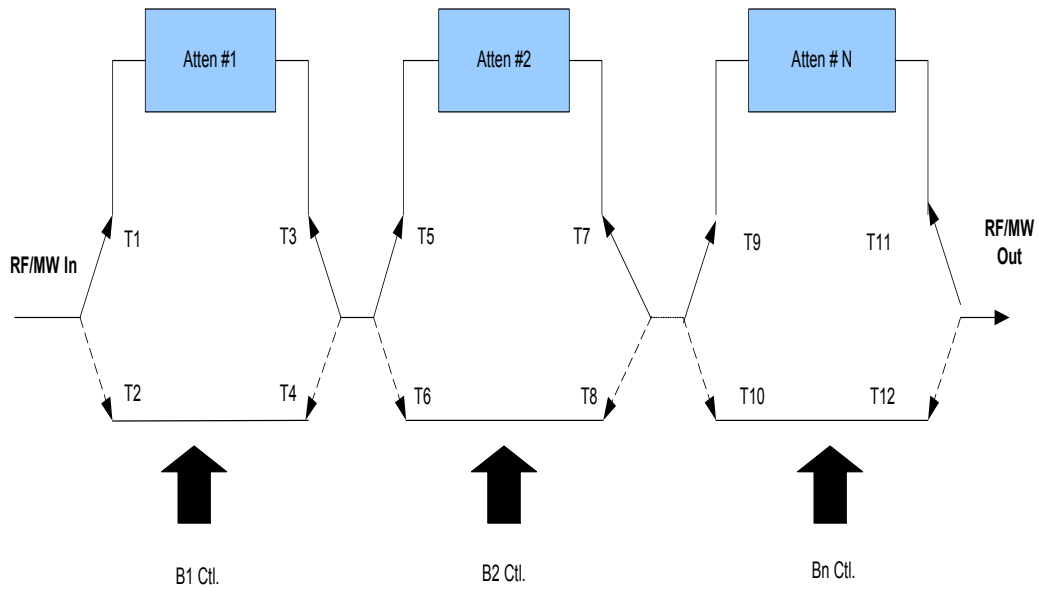 Atten #1
Atten #2
Atten # N
T1
T3
T5
T7
T9
T11
RF/MW In
RF/MW
Out
T2
T4
T6
T8
T10
T12
B1 Ctl.
B2 Ctl.
Bn Ctl.